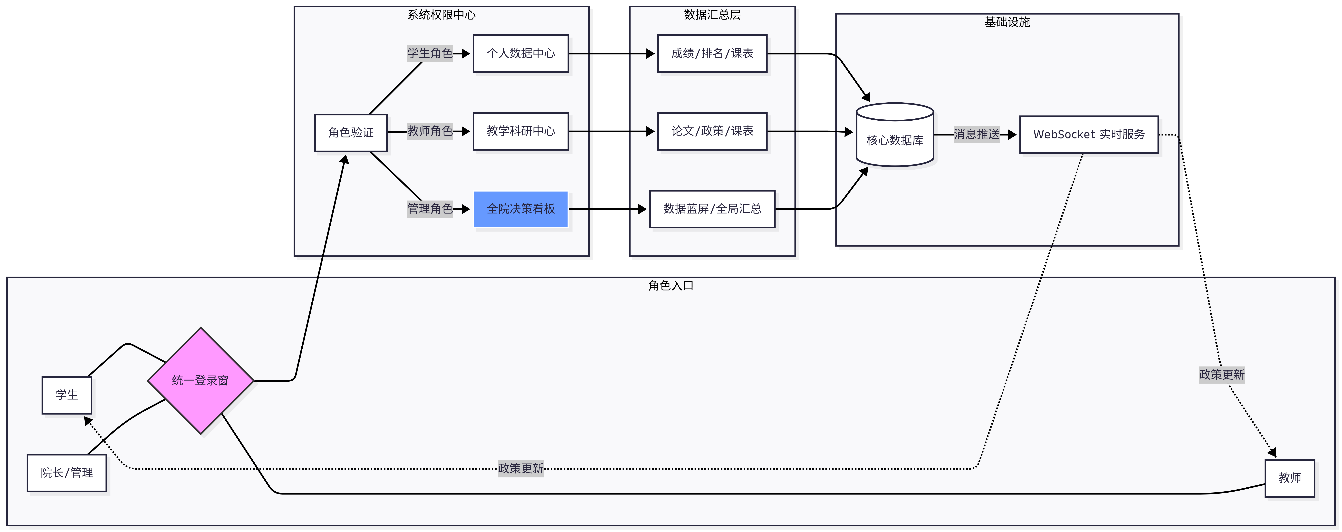 系统权限中心
数据汇总层
基础设施
学生角色
个人数据中心
成绩/排名/课表
角色验证
教师角色
教学科研中心
论文/政策/课表
核心数据库
消息推送
WebSocket 实时服务
管理角色
全院决策看板
数据蓝屏/全局汇总
角色入口
学生
统一登录窗
政策更新
院长/管理
政策更新
教师